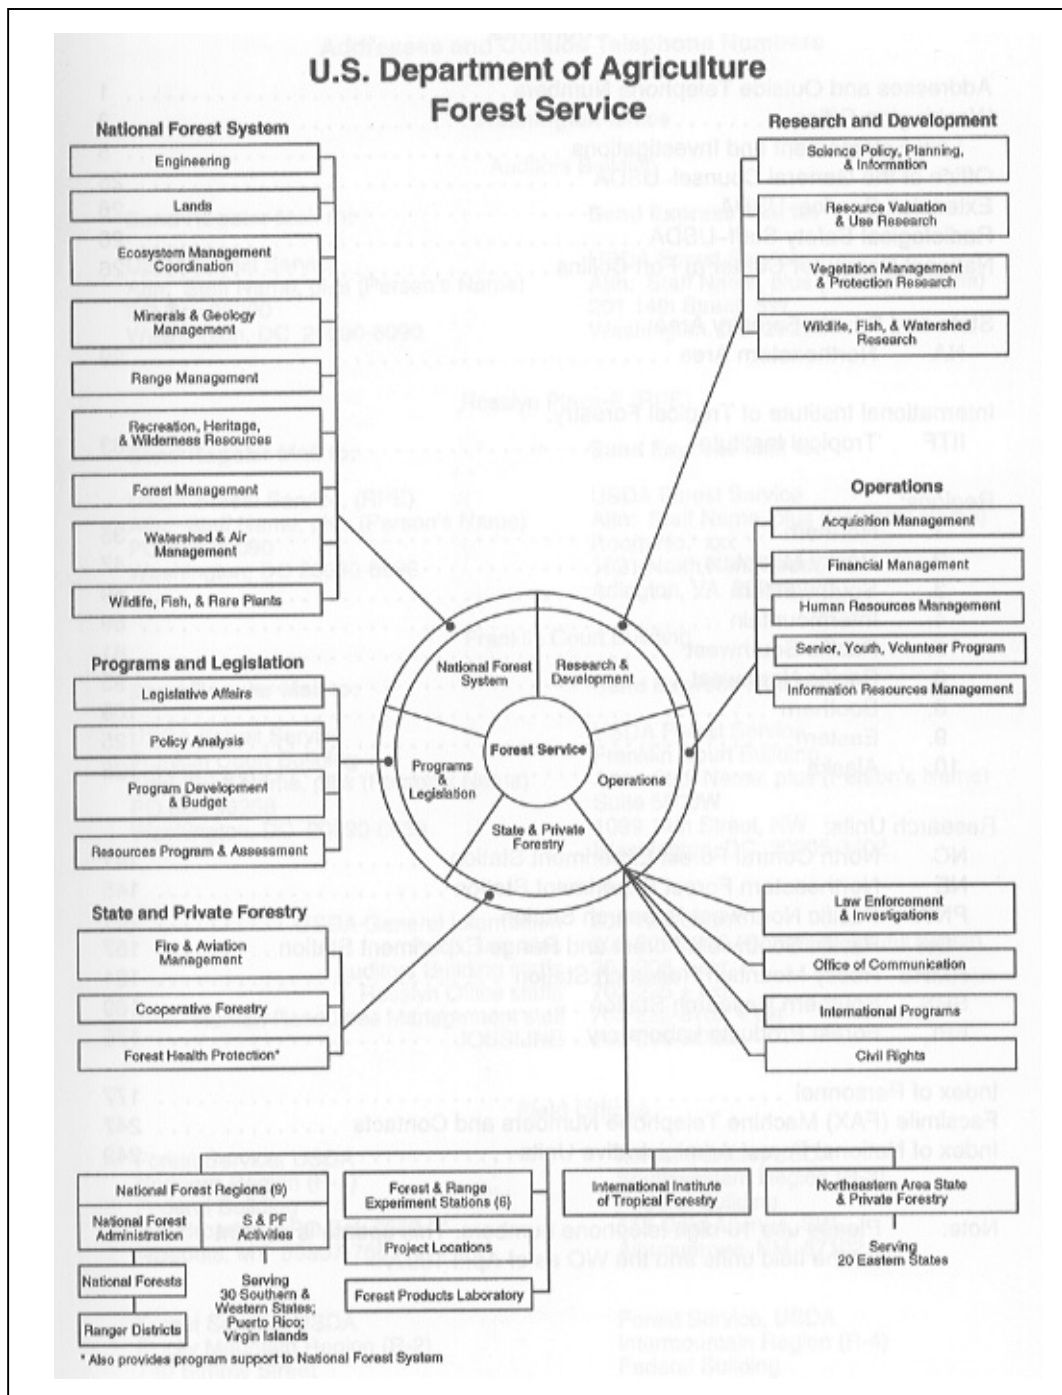 U.S. Department of Agriculture
Forest Service
National Forest System
Engineering
Lands
Ecosystem Management
Coordination
Minerals & Geology
Management
Range Management
Recreation, Heritage,
& Wilderness Resources
Forest Management
Watershed & Air
Management
Wildlife, Fish, & Rare Plants
Research and Development
Science Policy, Planning,
& Information
Resource Valuation
& Use Research
Vegetation Management
& Protection Research
Wildlife, Fish, & Watershed
Research
Operations
Acquisition Management
Financial Management
Human Resources Management
Senior, Youth, Volunteer Program
Information Resources Management
Programs and Legislation
Legislative Affairs
Policy Analysis
Program Development
& Budget
Resources Program & Assessment
National Forest
System
Research &
Development
Forest Service
Programs
&
Legislation
Operations
State & Private
Forestry
State and Private Forestry
Fire & Aviation
Management
Cooperative Forestry
Forest Health Protection*
Law Enforcement
& Investigations
Office of Communication
International Programs
Civil Rights
National Forest Regions (9)
National Forest
Administration
S & PF
Activities
National Forests
Ranger Districts
Serving
30 Southern &
Western States;
Puerto Rico;
Virgin Islands
Forest & Range
Experiment Stations (6)
Project Locations
Forest Products Laboratory
International Institute
of Tropical Forestry
Northeastern Area State
& Private Forestry
Serving
20 Eastern States
* Also provides program support to National Forest System